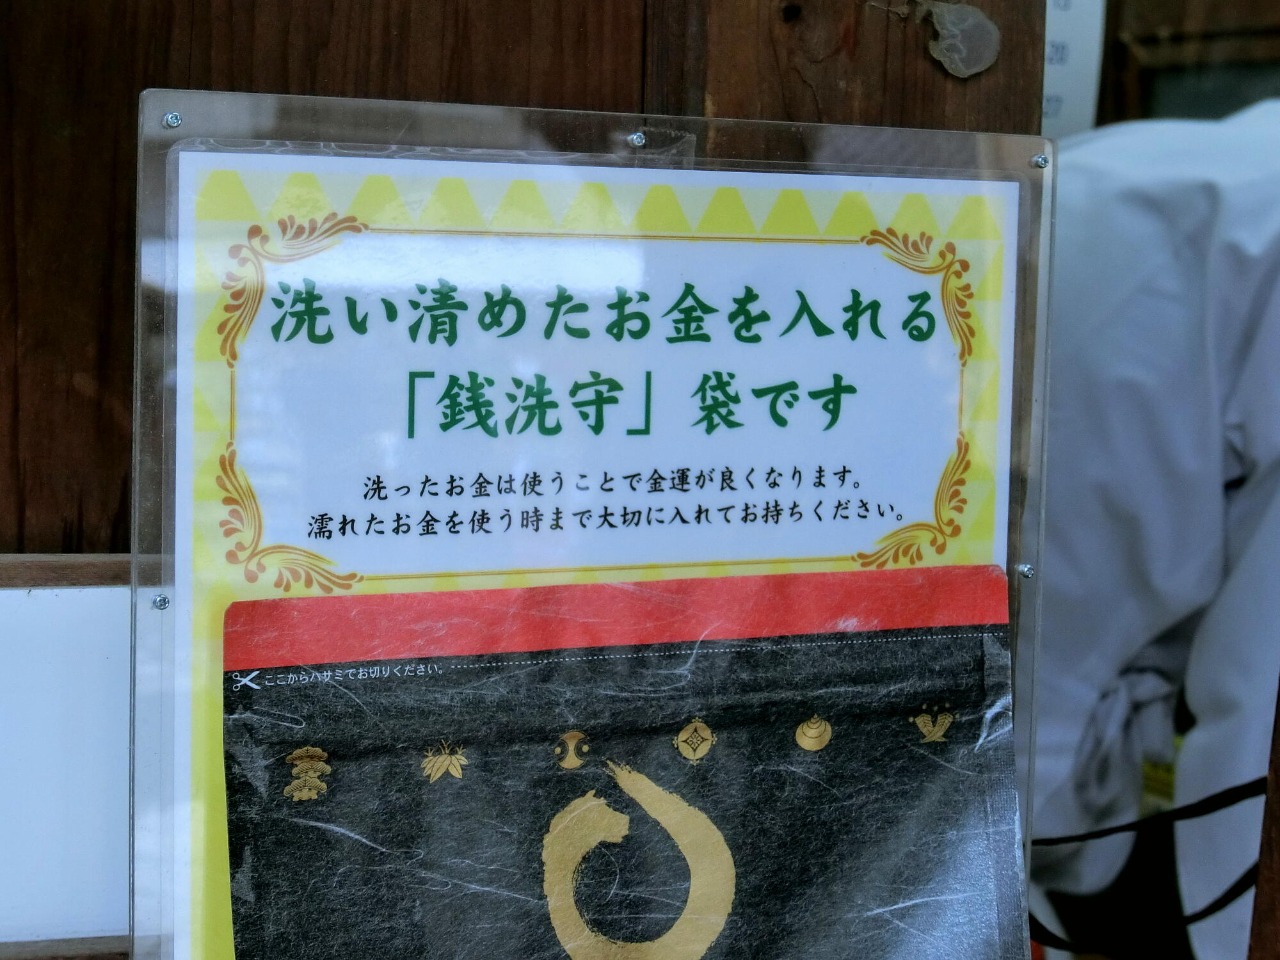 洗い清めたお金を入れる
「銭洗守」袋です
洗ったお金は使うことで金運が良くなります。
濡れたお金を使う時まで大切に入れてお持ちください。
ここからハサミでお切りください。